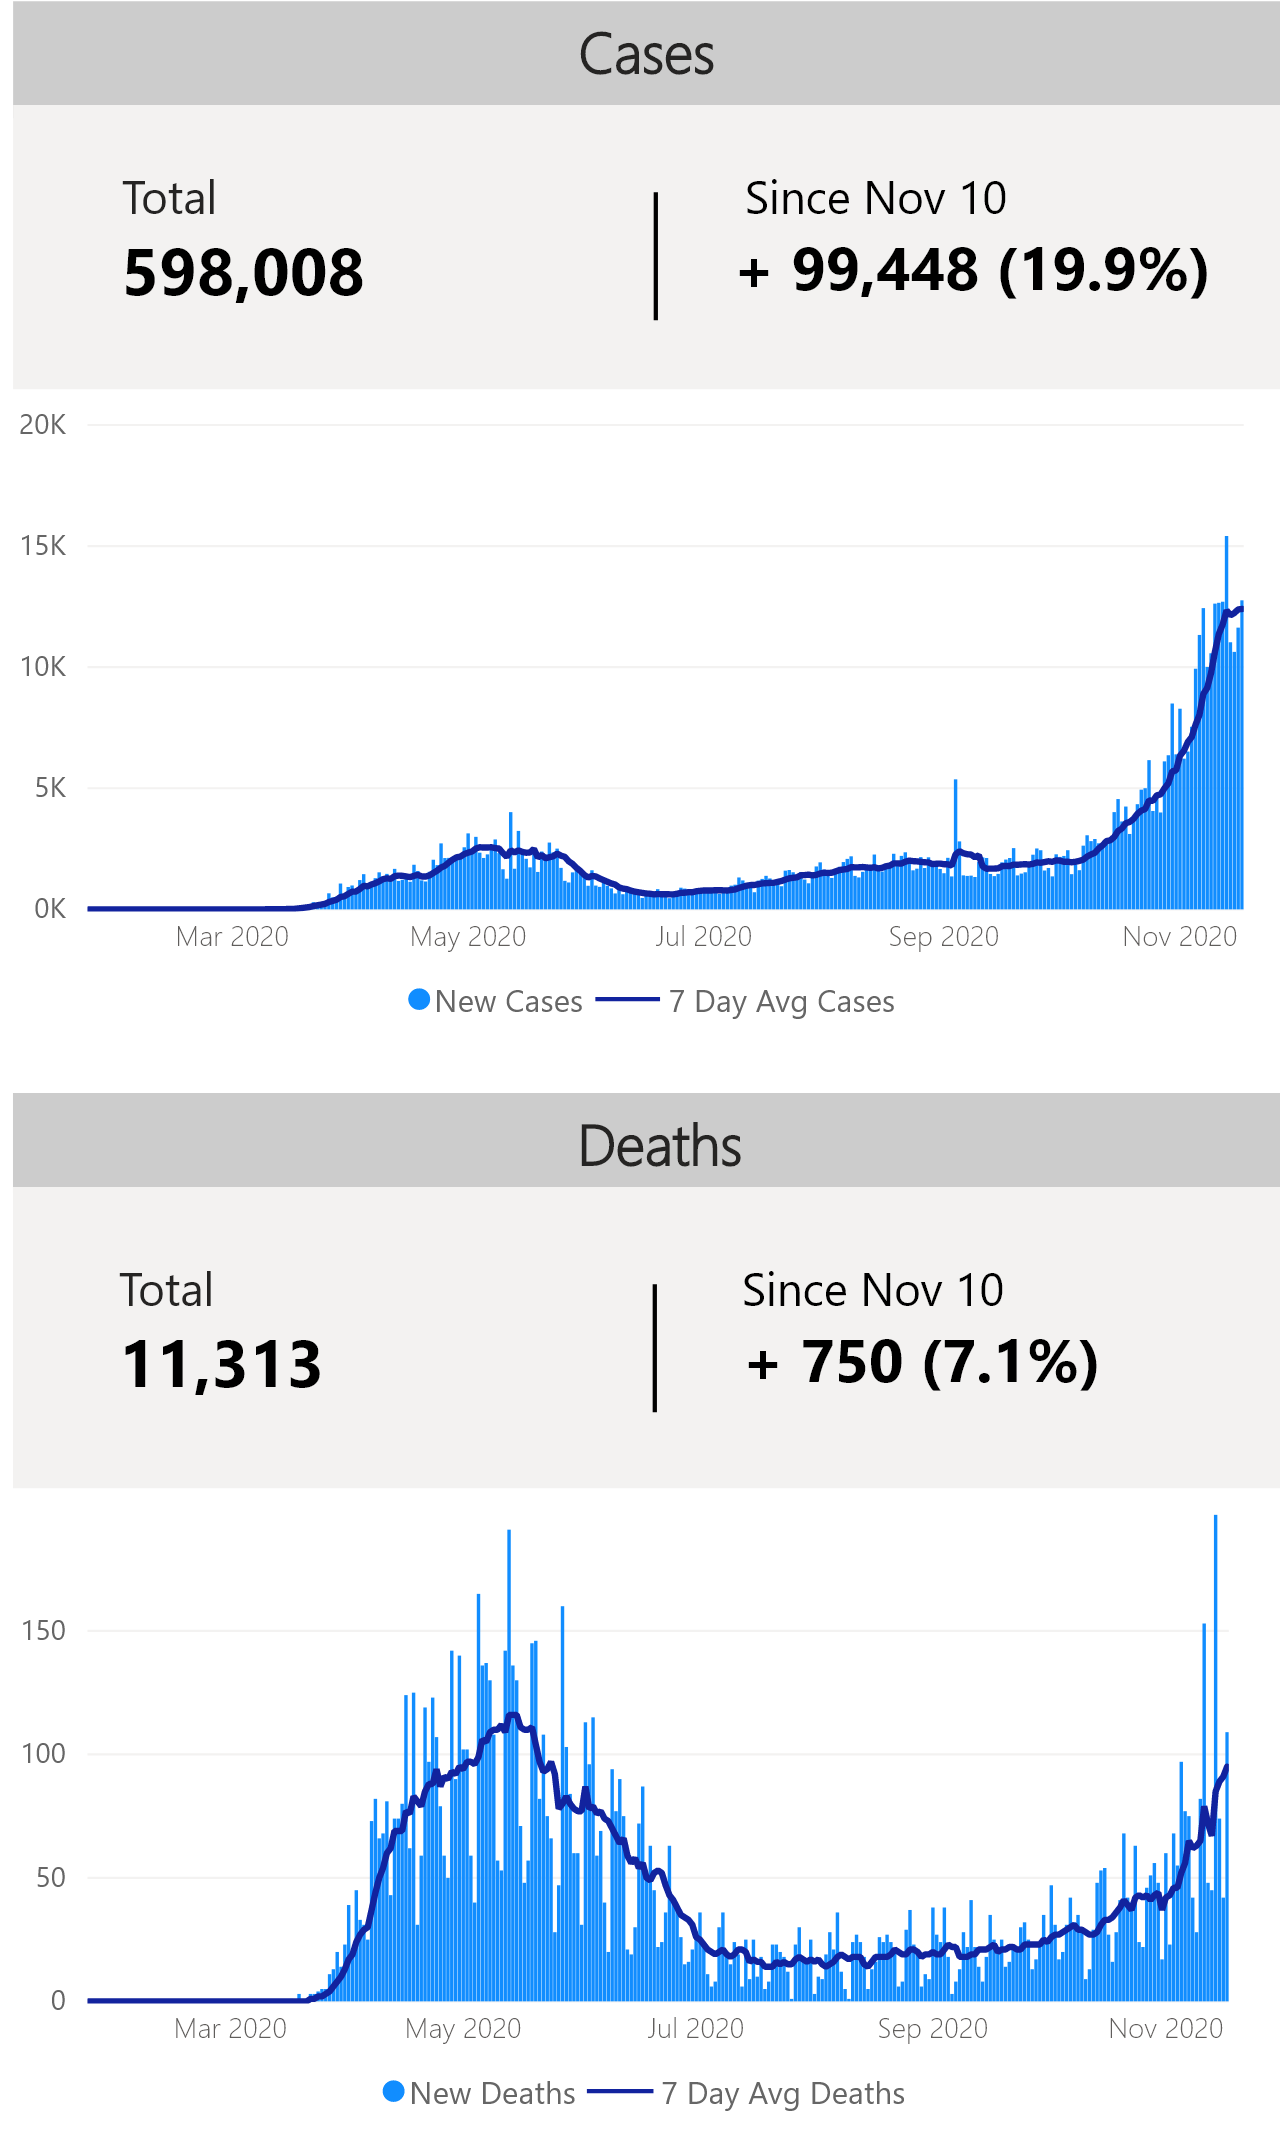 Cases
Total
Since Nov 10
598,008
+ 99,448 (19.9%)
20K
15K
10K
5K
0K
Mar 2020
May 2020
Jul 2020
Sep 2020
Nov 2020
New Cases
7 Day Avg Cases
Deaths
Total
Since Nov 10
11,313
+ 750 (7.1%)
150
100
50
0
Mar 2020
May 2020
Jul 2020
Sep 2020
Nov 2020
New Deaths
7 Day Avg Deaths